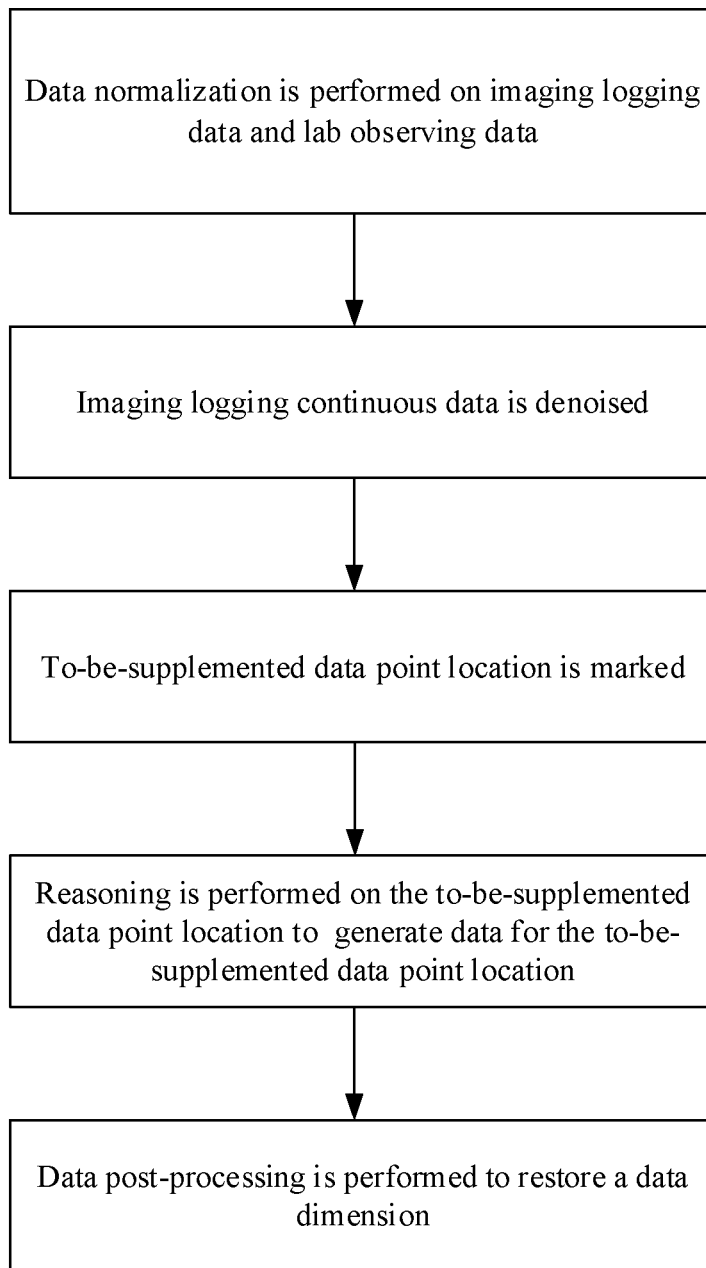 Data normalization is performed on imaging logging
data and lab observing data
Imaging logging continuous data is denoised
To-be-supplemented data point location is marked
Reasoning is performed on the to-be-supplemented
data point location to  generate data for the to-be-
supplemented data point location
Data post-processing is performed to restore a data
dimension